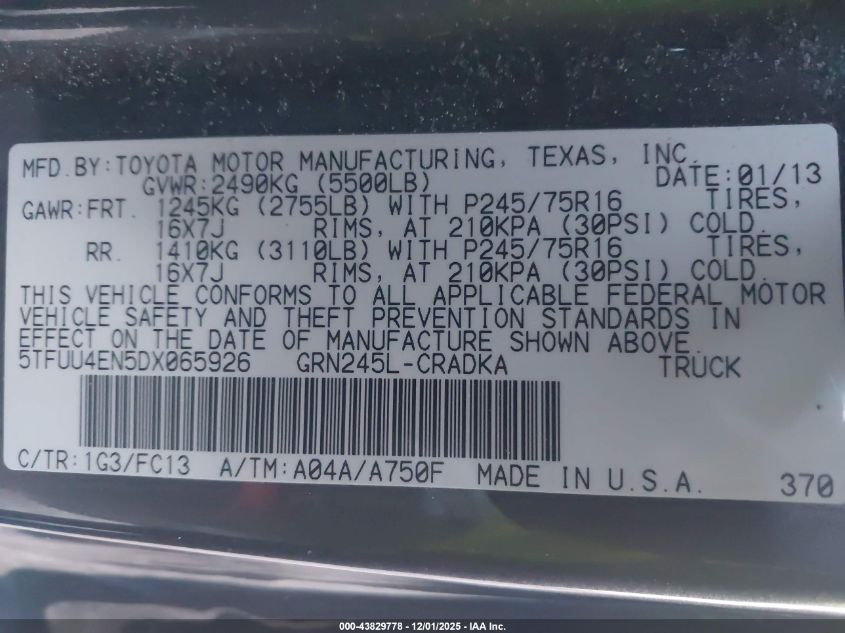 MFD.BY:TOYOTA MOTOR MANUFACTURING, TEXAS, INC.
GVWR:2490KG (5500LB) DATE:01/13
GAWR:FRT. 1245KG (2755LB) WITH P245/75R16 TIRES,
16X7J RIMS, AT 210KPA (30PSI) COLD.
RR. 1410KG (3110LB) WITH P245/75R16 TIRES,
16X7J RIMS, AT 210KPA (30PSI) COLD.
THIS VEHICLE CONFORMS TO ALL APPLICABLE FEDERAL MOTOR
VEHICLE SAFETY AND THEFT PREVENTION STANDARDS IN
EFFECT ON THE DATE OF MANUFACTURE SHOWN ABOVE.
5TFUU4EN5DX065926 GRN245L-CRADKA TRUCK
C/TR:1G3/FC13 A/TM:A04A/A750F MADE IN U.S.A. 370
000-43829778 - 12/01/2025 - IAA Inc.